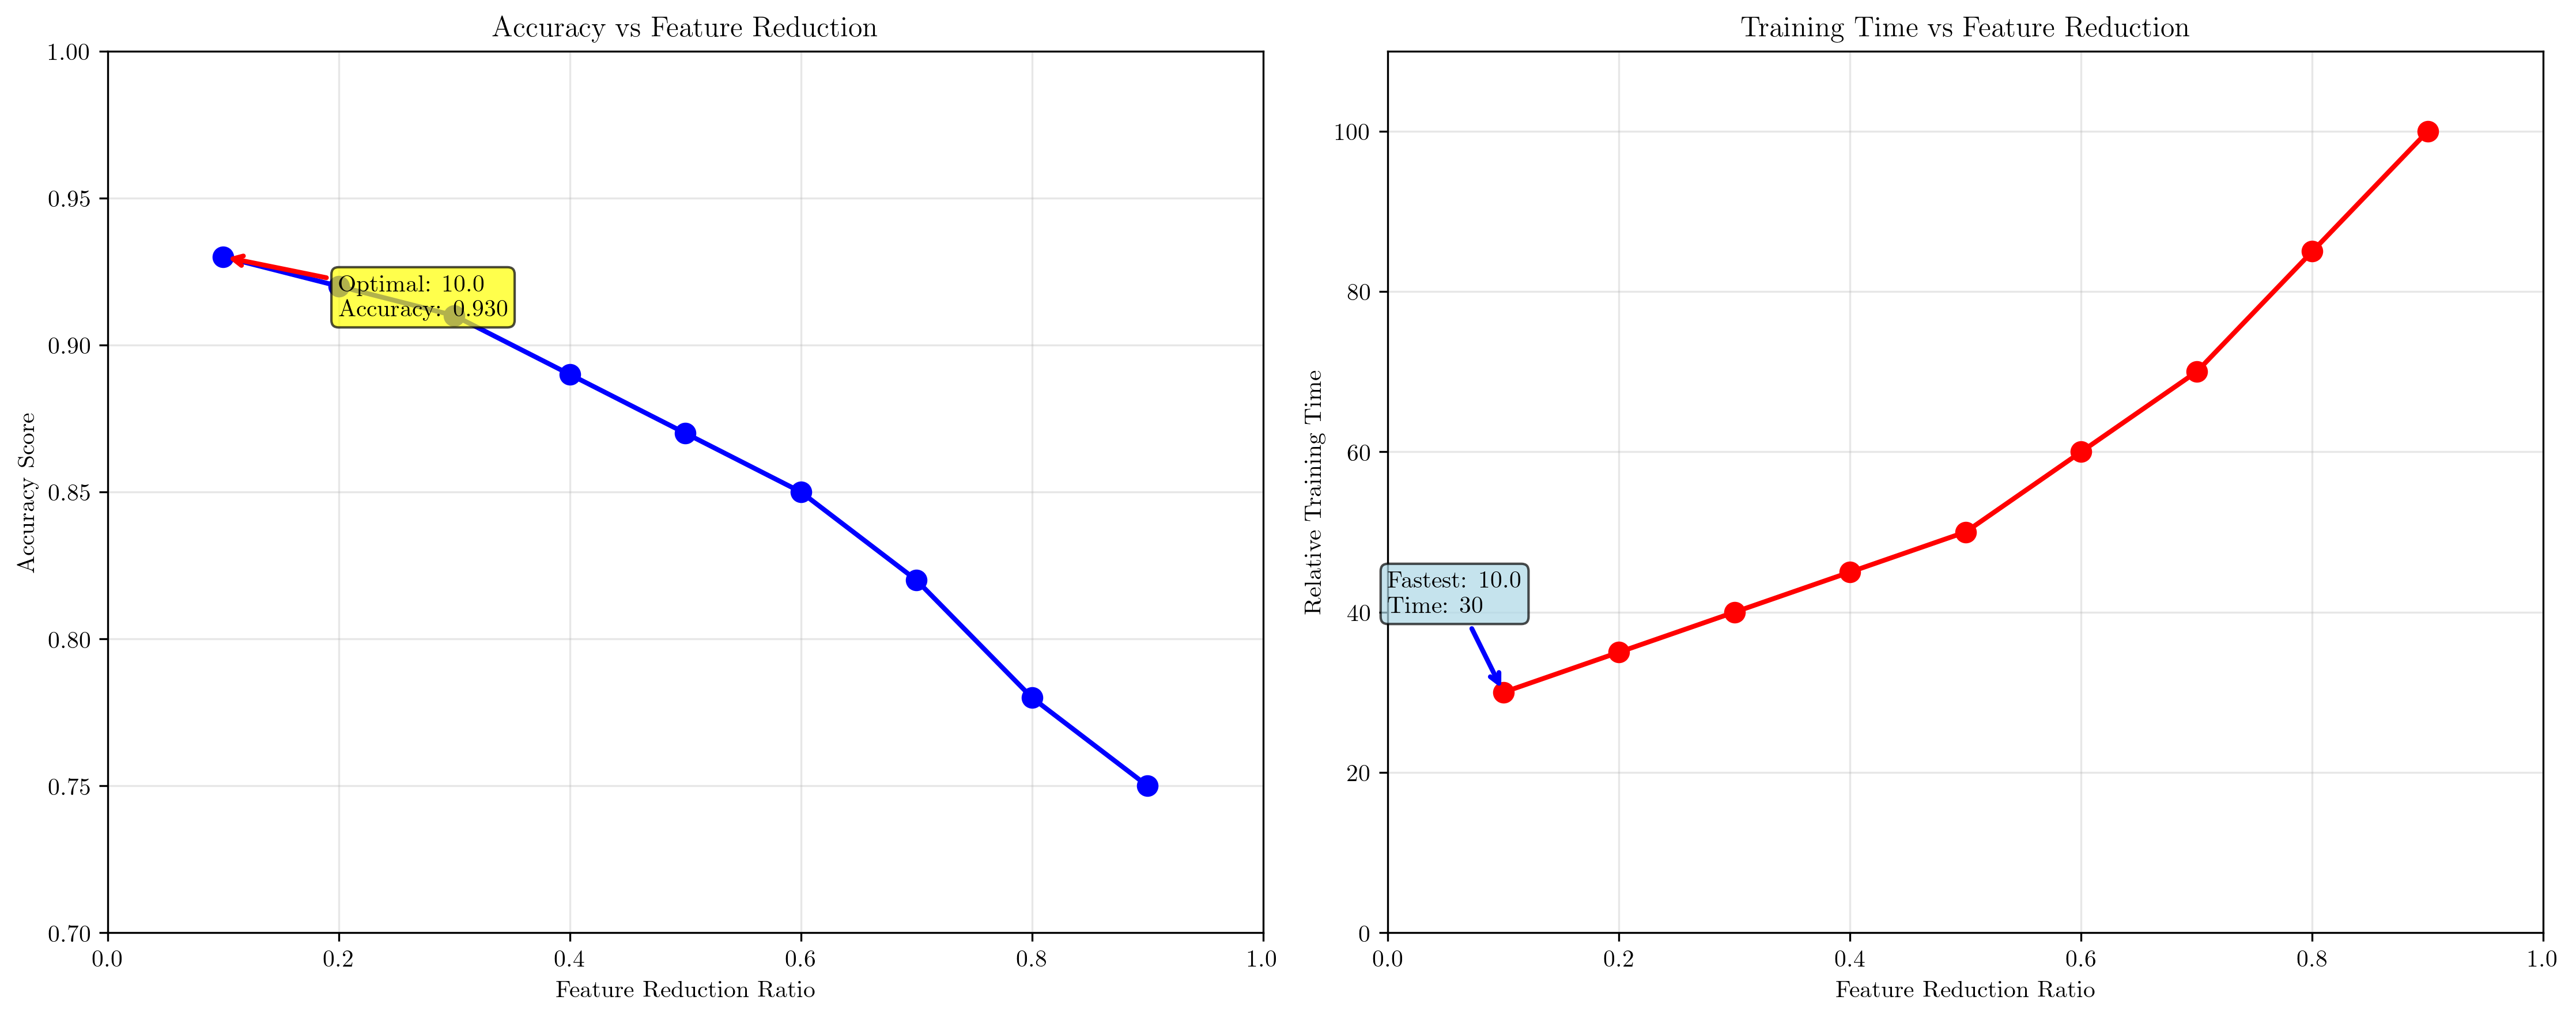 Accuracy vs Feature Reduction
1.00
0.95
0.90
0.85
0.80
0.75
0.70
Accuracy Score
Optimal: 10.0
Accuracy: 0.930
0.0 0.2 0.4 0.6 0.8 1.0
Feature Reduction Ratio
Training Time vs Feature Reduction
100
80
60
40
20
0
Relative Training Time
Fastest: 10.0
Time: 30
0.0 0.2 0.4 0.6 0.8 1.0
Feature Reduction Ratio